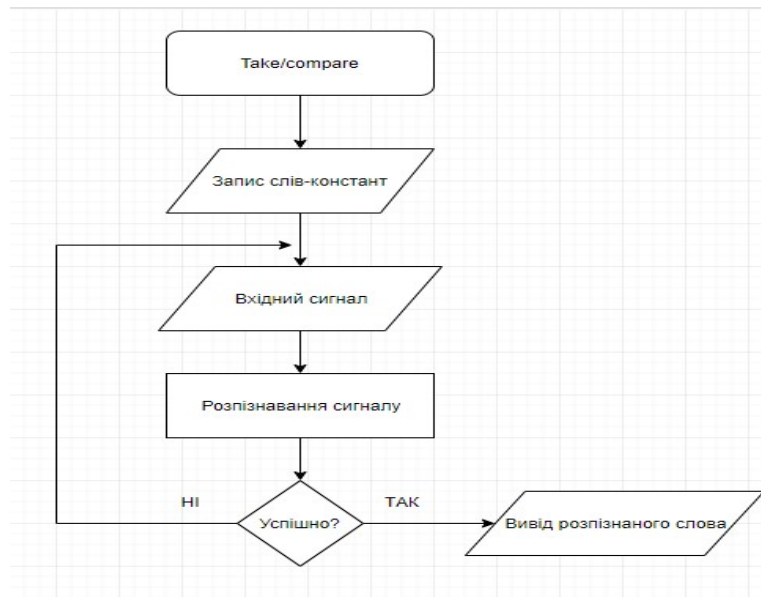 Take/compare
Запис слів-констант
Вхідний сигнал
Розпізнавання сигналу
НІ
ТАК
Успішно?
Вивід розпізнаного слова